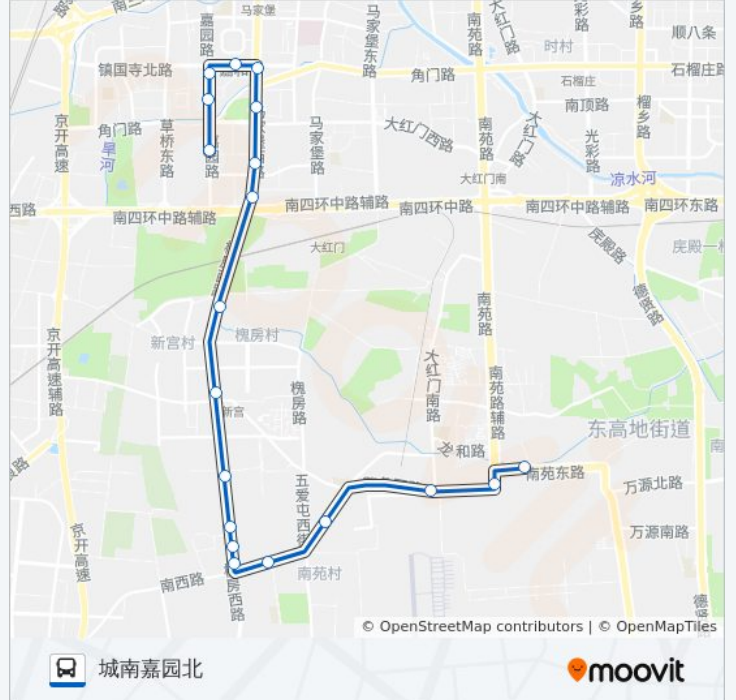 南三
马家堡
嘉园路
马家堡东路
南苑路
大红门路
顺八条
时村
镇国寺北路
角门路
石榴庄
石榴庄路
南顶路
榴乡路
京开高速
角门路
旱河
草桥东路
马家堡路
大红门西路
南苑路
大红门路
光彩路
大红门南
凉水河
西路
南四环中路辅路
南四环中路辅路
南四环中路
南四环中路辅路
南四环东路
大红门
德贤路
南苑路
新宫村
槐房村
京开高速辅路
大红门南路
南苑路辅路
槐房路
新宫
东高地街道
和路
南苑东路
万源北路
五爱屯西街
京开高速
万源南路
南苑村
南西路
槐房西路
德
© OpenStreetMap contributors | © OpenMapTiles
城南嘉园北
moovit